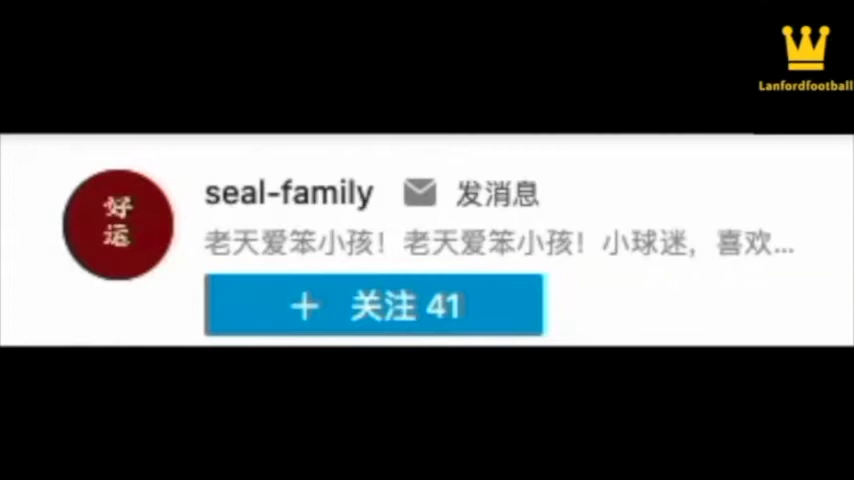 Lanfordfootball
好
运
seal-family 发消息
老天爱笨小孩！老天爱笨小孩！小球迷，喜欢...
+ 关注 41